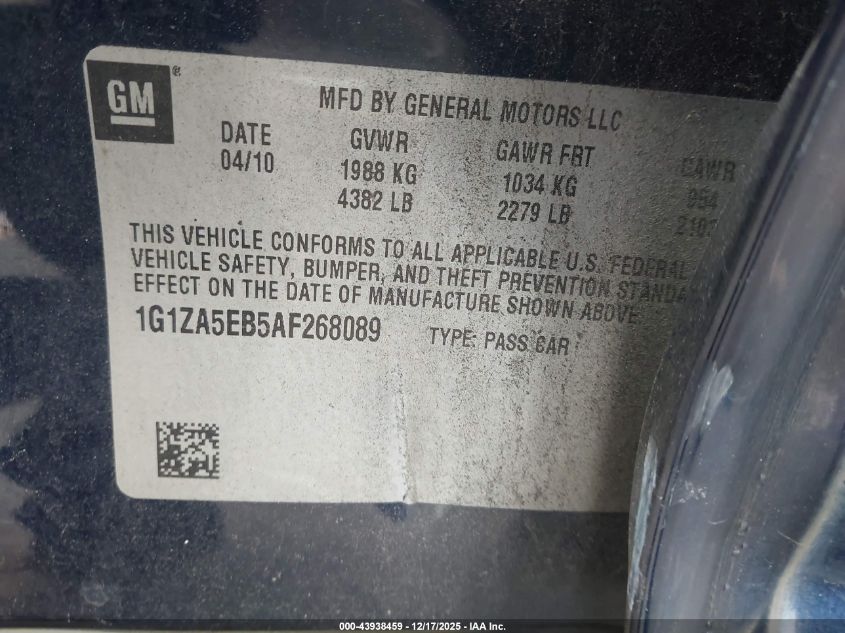 GM ®
MFD BY GENERAL MOTORS LLC
DATE GVWR GAWR FRT GAWR
04/10 1988 KG 1034 KG 954
4382 LB 2279 LB
THIS VEHICLE CONFORMS TO ALL APPLICABLE U.S. FEDERAL
VEHICLE SAFETY, BUMPER, AND THEFT PREVENTION STANDA
EFFECT ON THE DATE OF MANUFACTURE SHOWN ABOVE.
1G1ZA5EB5AF268089 TYPE: PASS CAR
000-43938459 – 12/17/2025 – IAA Inc.